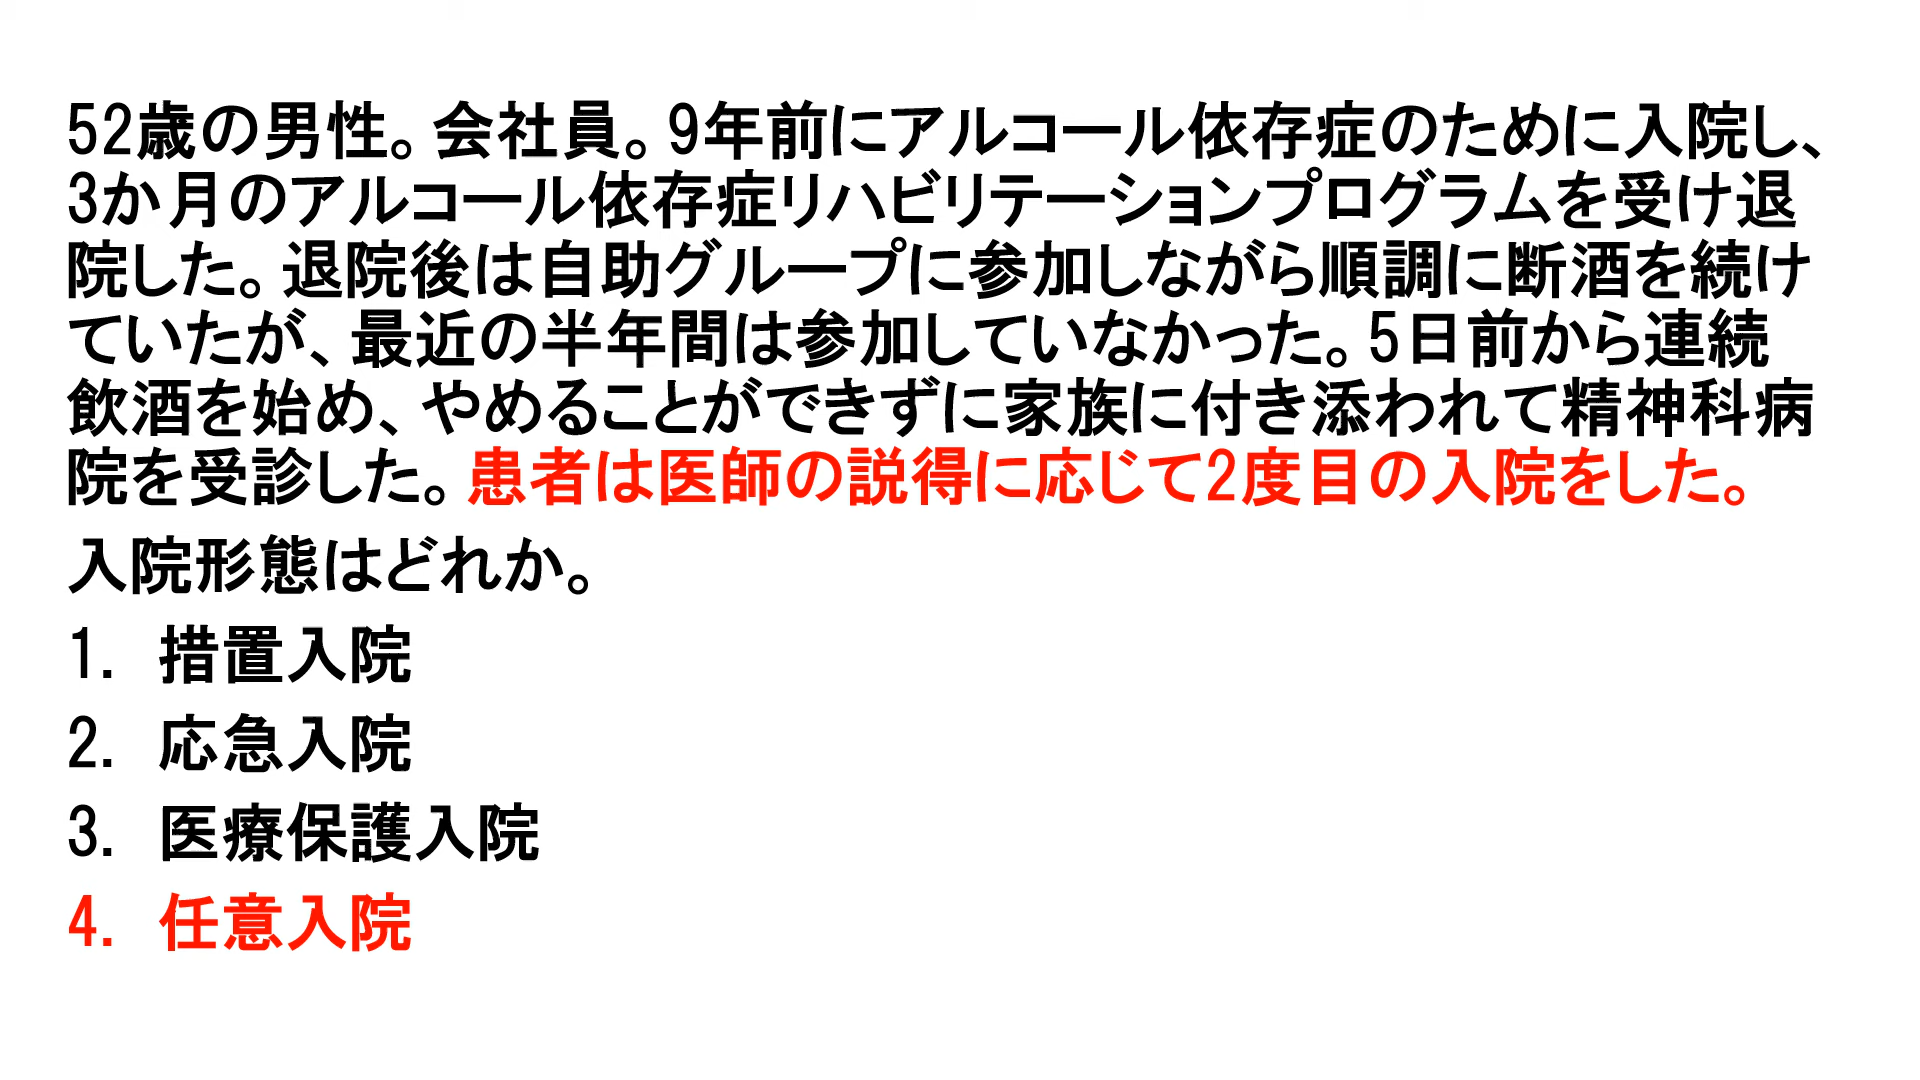 52歳の男性。会社員。9年前にアルコール依存症のために入院し、
3か月のアルコール依存症リハビリテーションプログラムを受け退
院した。退院後は自助グループに参加しながら順調に断酒を続け
ていたが、最近の半年間は参加していなかった。5日前から連続
飲酒を始め、やめることができずに家族に付き添われて精神科病
院を受診した。患者は医師の説得に応じて2度目の入院をした。
入院形態はどれか。
1. 措置入院
2. 応急入院
3. 医療保護入院
4. 任意入院